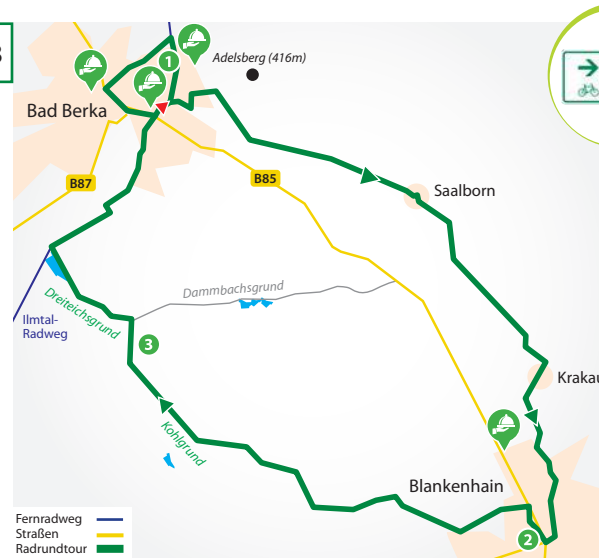 3
1
Adelsberg (416m)
Bad Berka
B87
B85
Saalborn
Dammbachsgrund
Dreiteichsgrund
Ilmtal-
Radweg
3
Krakau
Kohlgrund
Blankenhain
2
Fernradweg
Straßen
Radrundtour